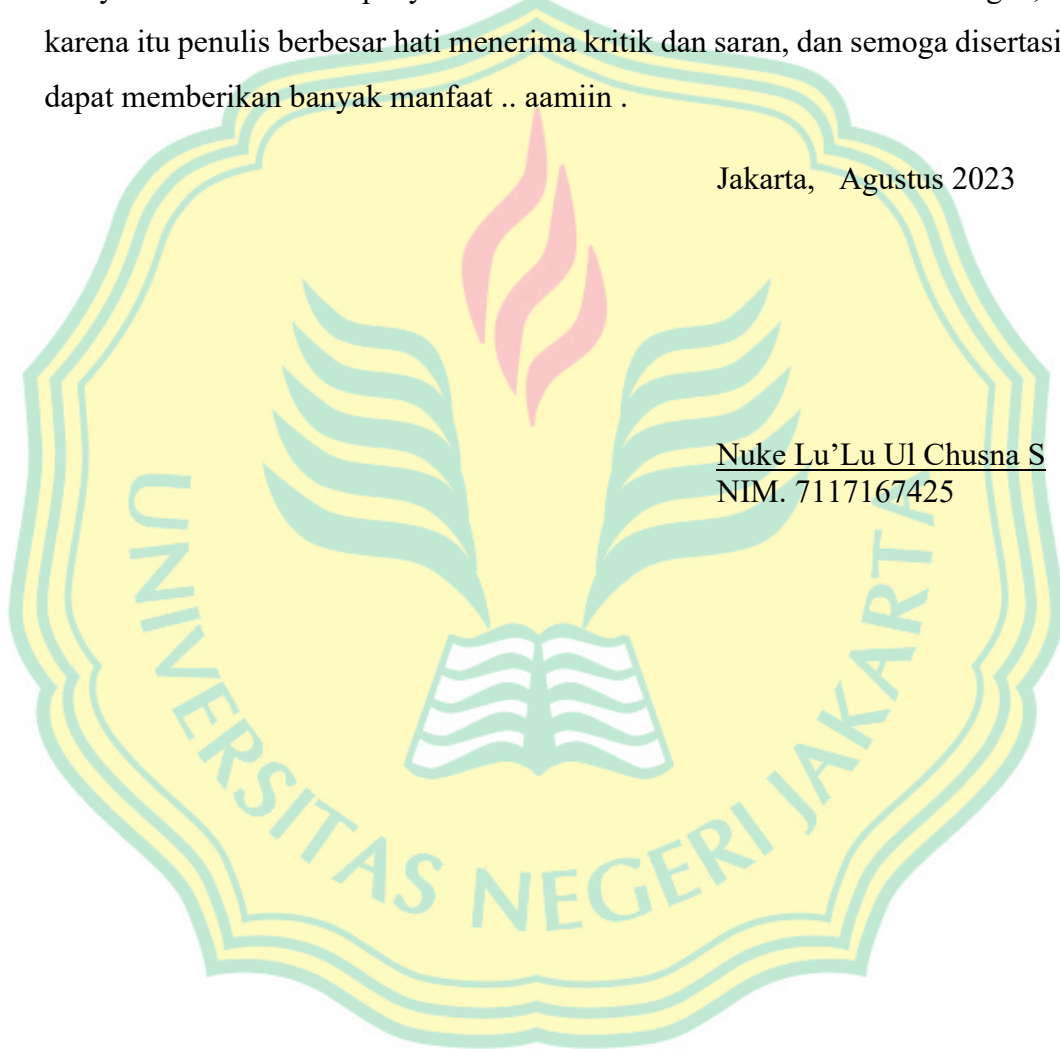 karena itu penulis berbesar hati menerima kritik dan saran, dan semoga disertasi
dapat memberikan banyak manfaat .. aamiin .
Jakarta, Agustus 2023
Nuke Lu’Lu Ul Chusna S
NIM. 7117167425
UNIVERSITAS NEGERI JAKARTA